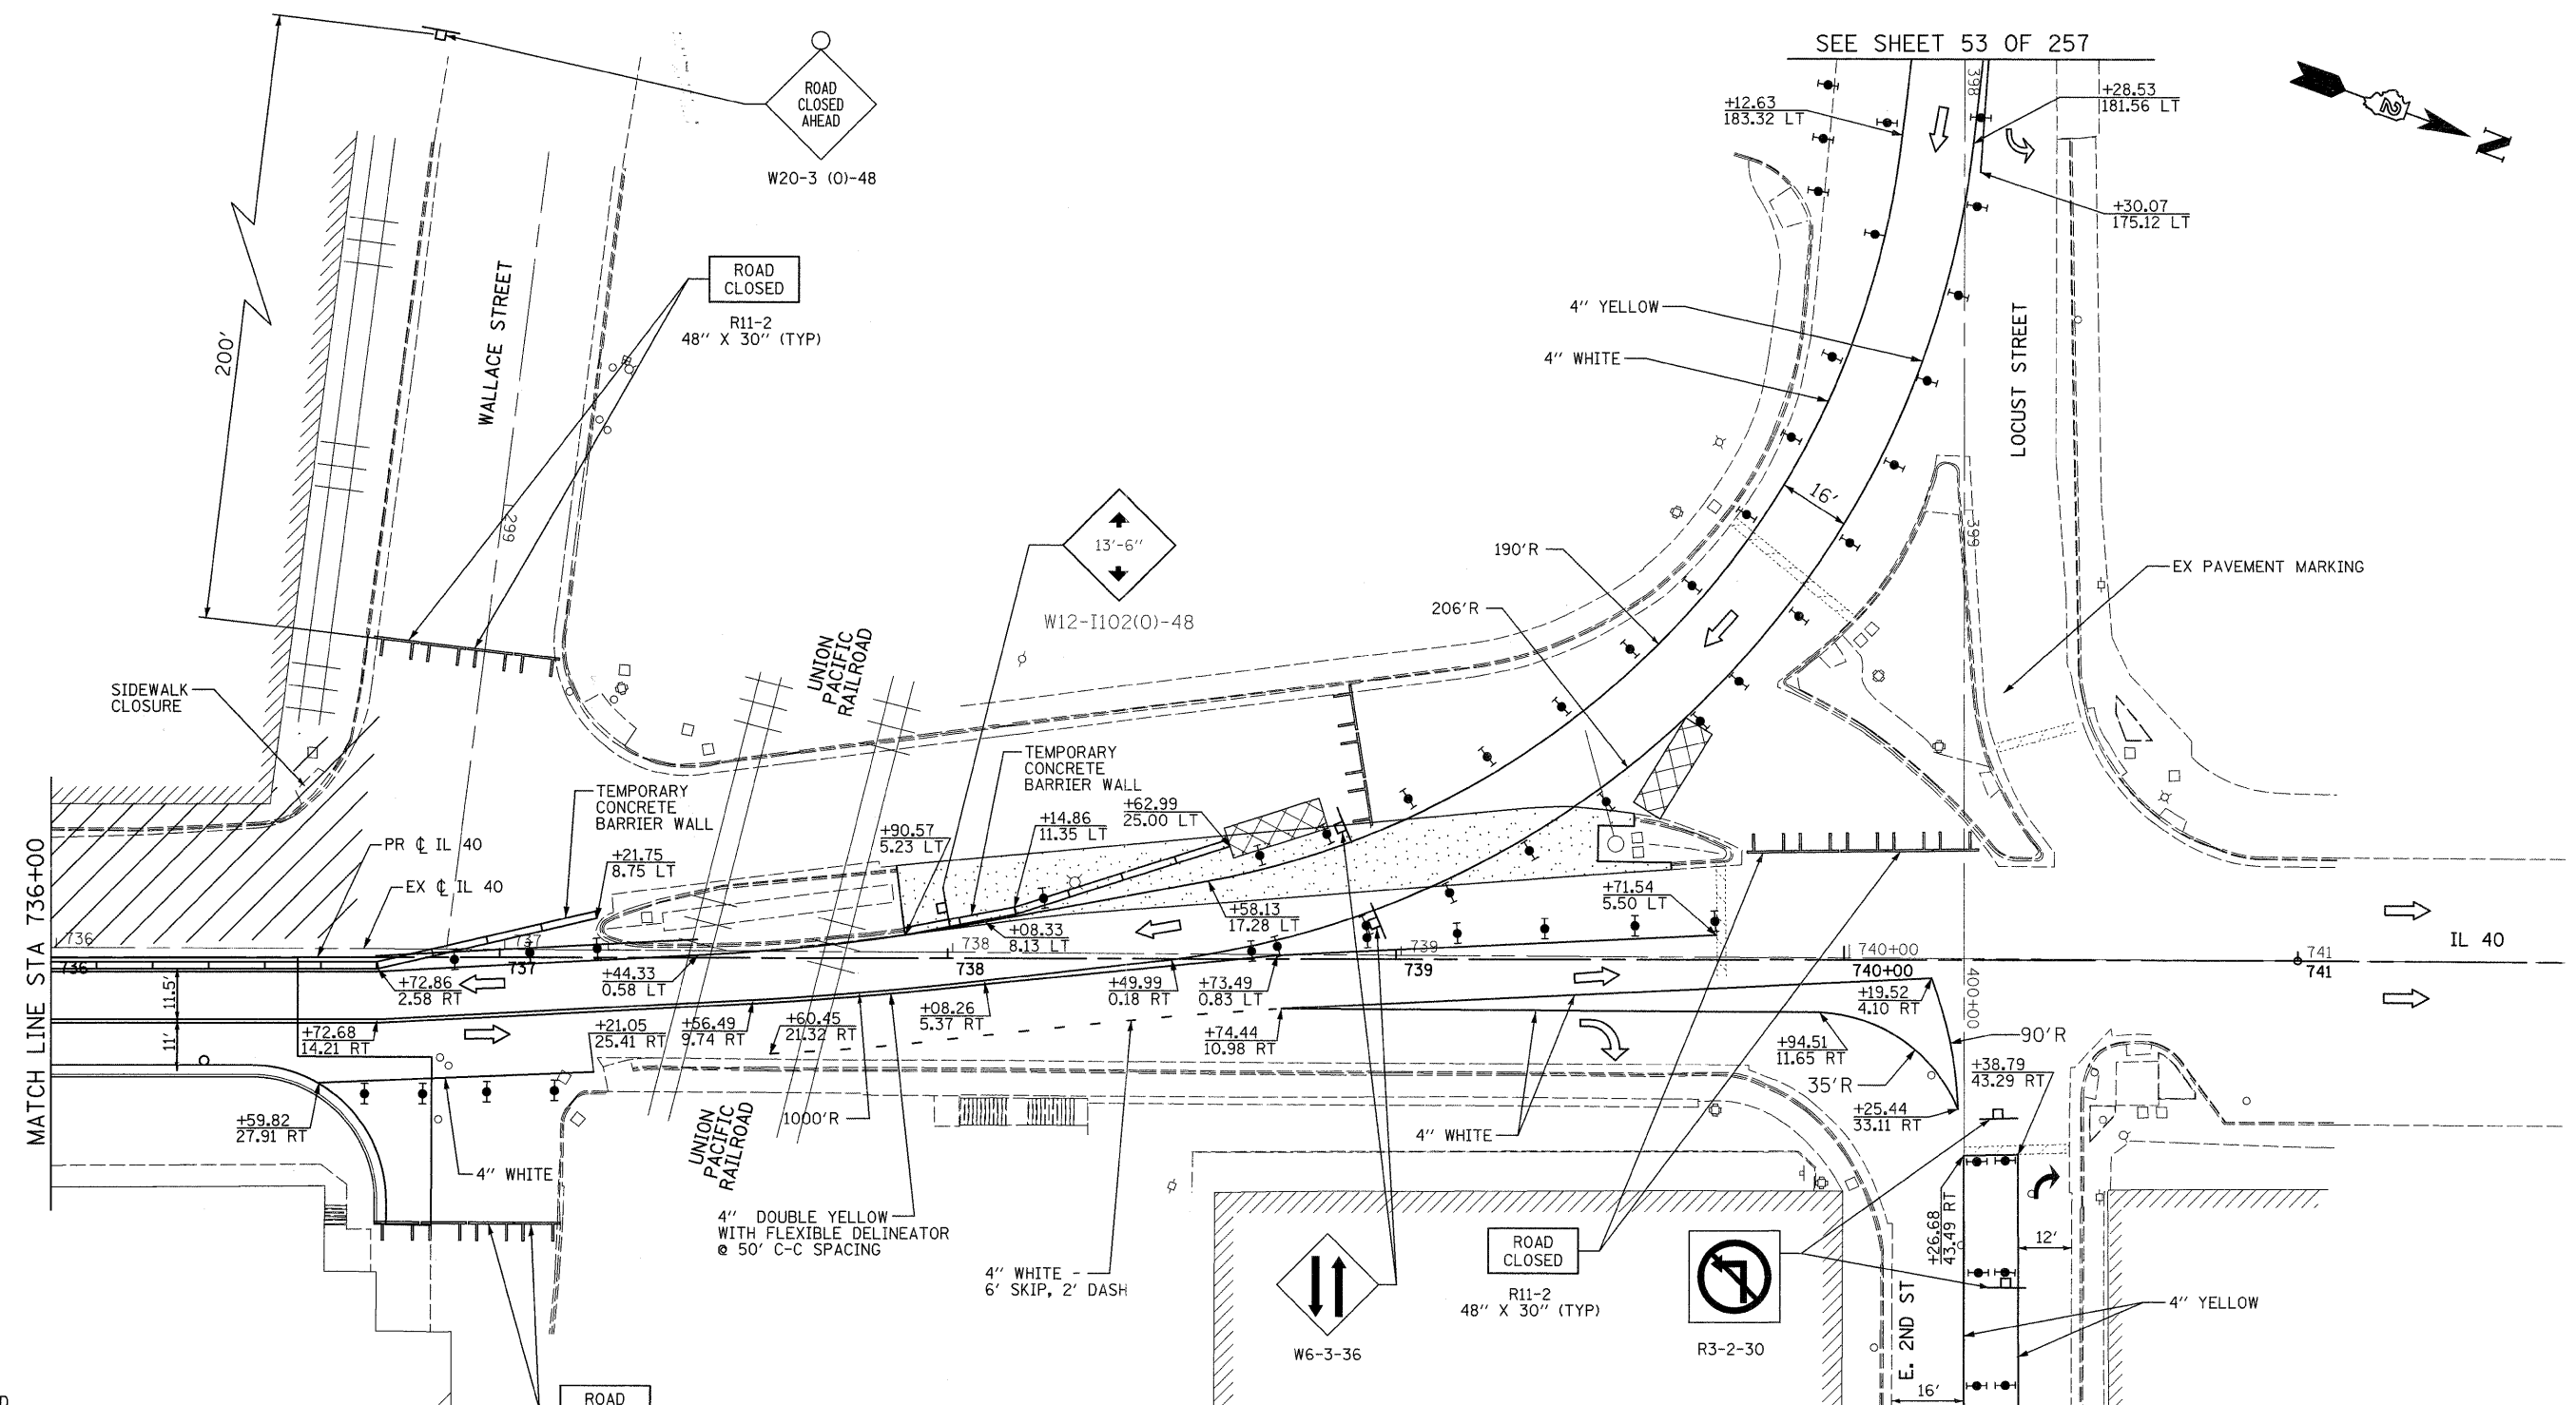 SEE SHEET 53 OF 257
ROAD
CLOSED
AHEAD
W20-3 (O)-48
+12.63
183.32 LT
398
+28.53
181.56 LT
+30.07
175.12 LT
N
200'
WALLACE STREET
299
ROAD
CLOSED
R11-2
48" X 30" (TYP)
4" YELLOW
4" WHITE
LOCUST STREET
16'
399
13'-6"
W12-I102(O)-48
190'R
206'R
EX PAVEMENT MARKING
SIDEWALK
CLOSURE
UNION
PACIFIC
RAILROAD
TEMPORARY
CONCRETE
BARRIER WALL
TEMPORARY
CONCRETE
BARRIER WALL
+90.57
5.23 LT
+14.86
11.35 LT
+62.99
25.00 LT
MATCH LINE STA 736+00
PR ℄ IL 40
EX ℄ IL 40
+21.75
8.75 LT
+58.13
17.28 LT
+08.33
8.13 LT
+71.54
5.50 LT
736
737
738
739
740+00
741
IL 40
736
737
738
739
740+00
741
11.5'
11'
+72.86
2.58 RT
+44.33
0.58 LT
+49.99
0.18 RT
+73.49
0.83 LT
+19.52
4.10 RT
400+00
+72.68
14.21 RT
+21.05
25.41 RT
+56.49
9.74 RT
+60.45
21.32 RT
+08.26
5.37 RT
+74.44
10.98 RT
+94.51
11.65 RT
90'R
35'R
+38.79
43.29 RT
+59.82
27.91 RT
1000'R
+25.44
33.11 RT
4" WHITE
UNION
PACIFIC
RAILROAD
4" WHITE
4" DOUBLE YELLOW
WITH FLEXIBLE DELINEATOR
@ 50' C-C SPACING
4" WHITE -
6' SKIP, 2' DASH
W6-3-36
ROAD
CLOSED
R11-2
48" X 30" (TYP)
R3-2-30
+26.68
43.49 RT
12'
E. 2ND ST
16'
4" YELLOW
ROAD
D